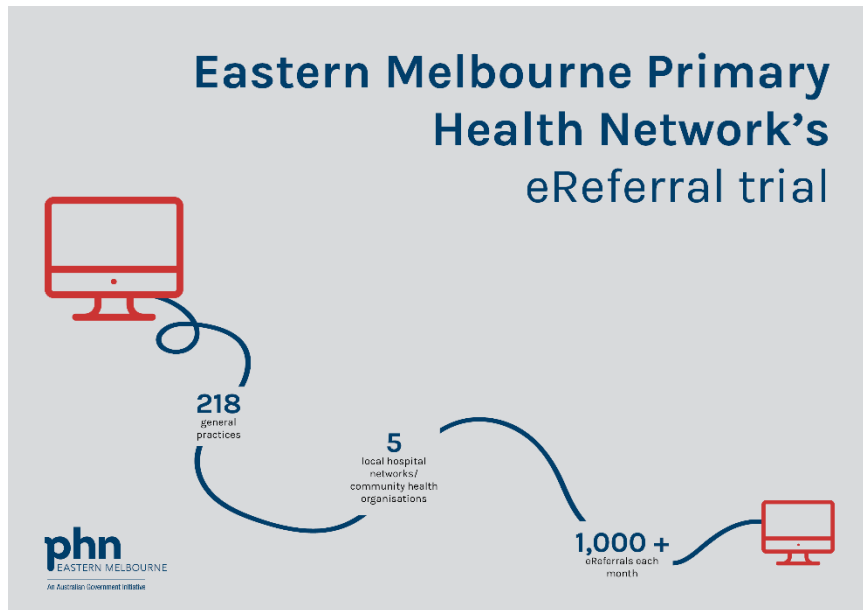 Eastern Melbourne Primary
Health Network's
eReferral trial
218
general
practices
5
local hospital
networks/
community health
organisations
1,000 +
eReferrals each
month
phn
EASTERN MELBOURNE
An Australian Government Initiative